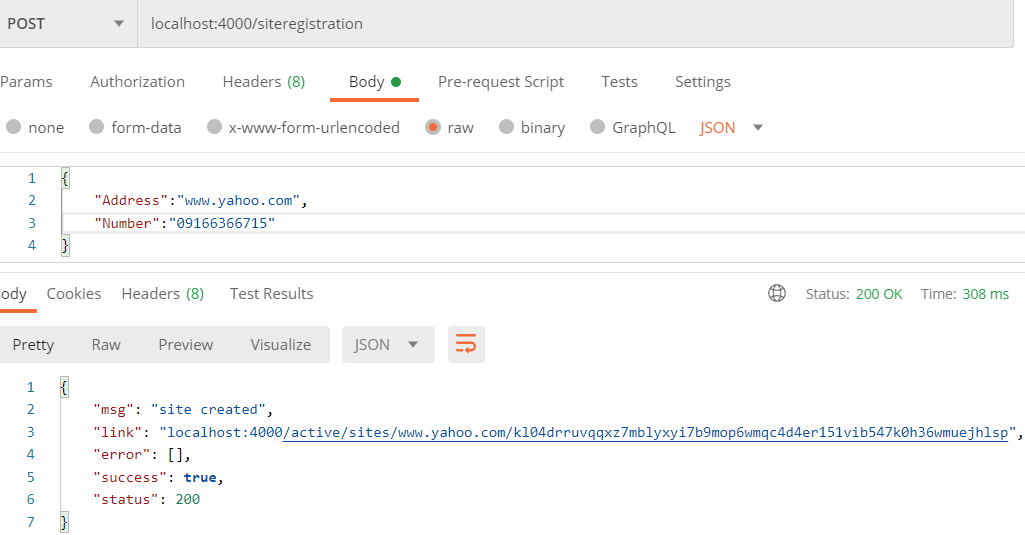 POST localhost:4000/siteregistration
Params Authorization Headers (8) Body Pre-request Script Tests Settings
none form-data x-www-form-urlencoded raw binary GraphQL JSON
1 {
2 "Address":"www.yahoo.com",
3 "Number":"09166366715"
4 }
ody Cookies Headers (8) Test Results Status: 200 OK Time: 308 ms
Pretty Raw Preview Visualize JSON
1 {
2 "msg": "site created",
3 "link": "localhost:4000/active/sites/www.yahoo.com/kl04drruvqqxz7mblyxyi7b9mop6wmqc4d4er151vib547k0h36wmuejhlsp",
4 "error": [],
5 "success": true,
6 "status": 200
7 }